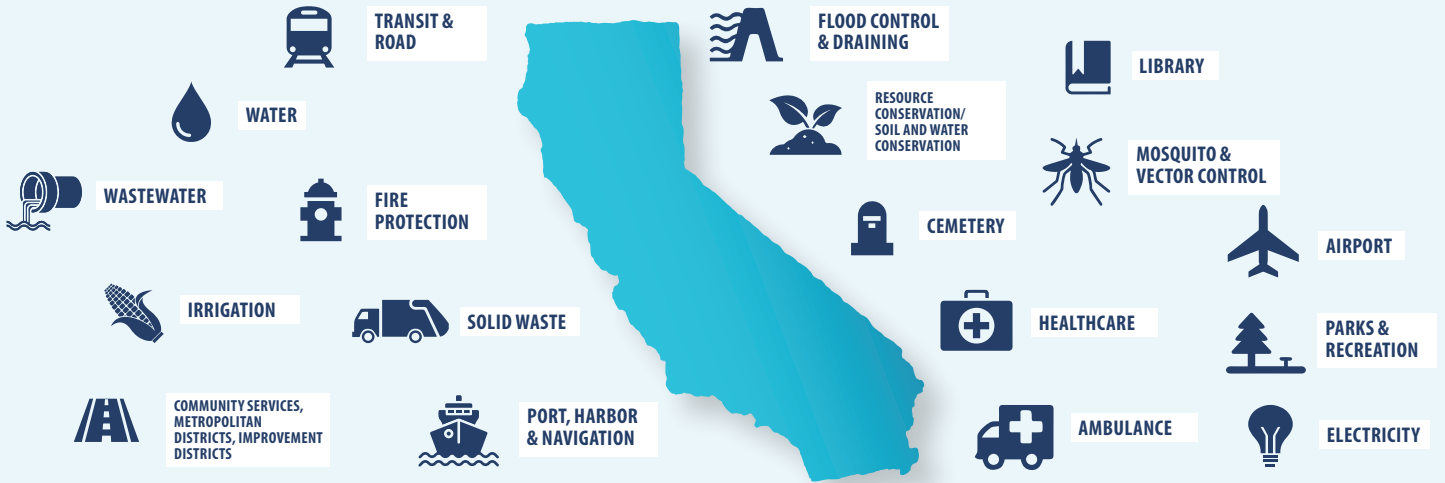 TRANSIT &
ROAD
FLOOD CONTROL
& DRAINING
LIBRARY
WATER
RESOURCE
CONSERVATION/
SOIL AND WATER
CONSERVATION
MOSQUITO &
VECTOR CONTROL
WASTEWATER
FIRE
PROTECTION
CEMETERY
AIRPORT
IRRIGATION
SOLID WASTE
HEALTHCARE
PARKS &
RECREATION
COMMUNITY SERVICES,
METROPOLITAN
DISTRICTS, IMPROVEMENT
DISTRICTS
PORT, HARBOR
& NAVIGATION
AMBULANCE
ELECTRICITY